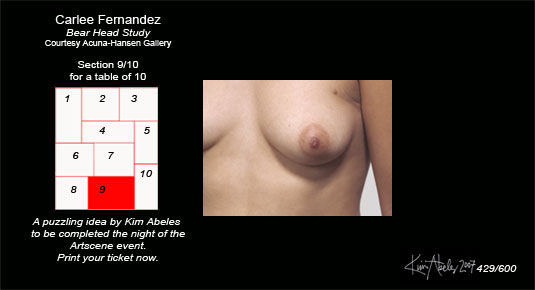 Carlee Fernandez
Bear Head Study
Courtesy Acuna-Hansen Gallery
Section 9/10
for a table of 10
1 2 3
4 5
6 7
10
8 9
A puzzling idea by Kim Abeles
to be completed the night of the
Artscene event.
Print your ticket now.
Kim Abeles 2007 429/600